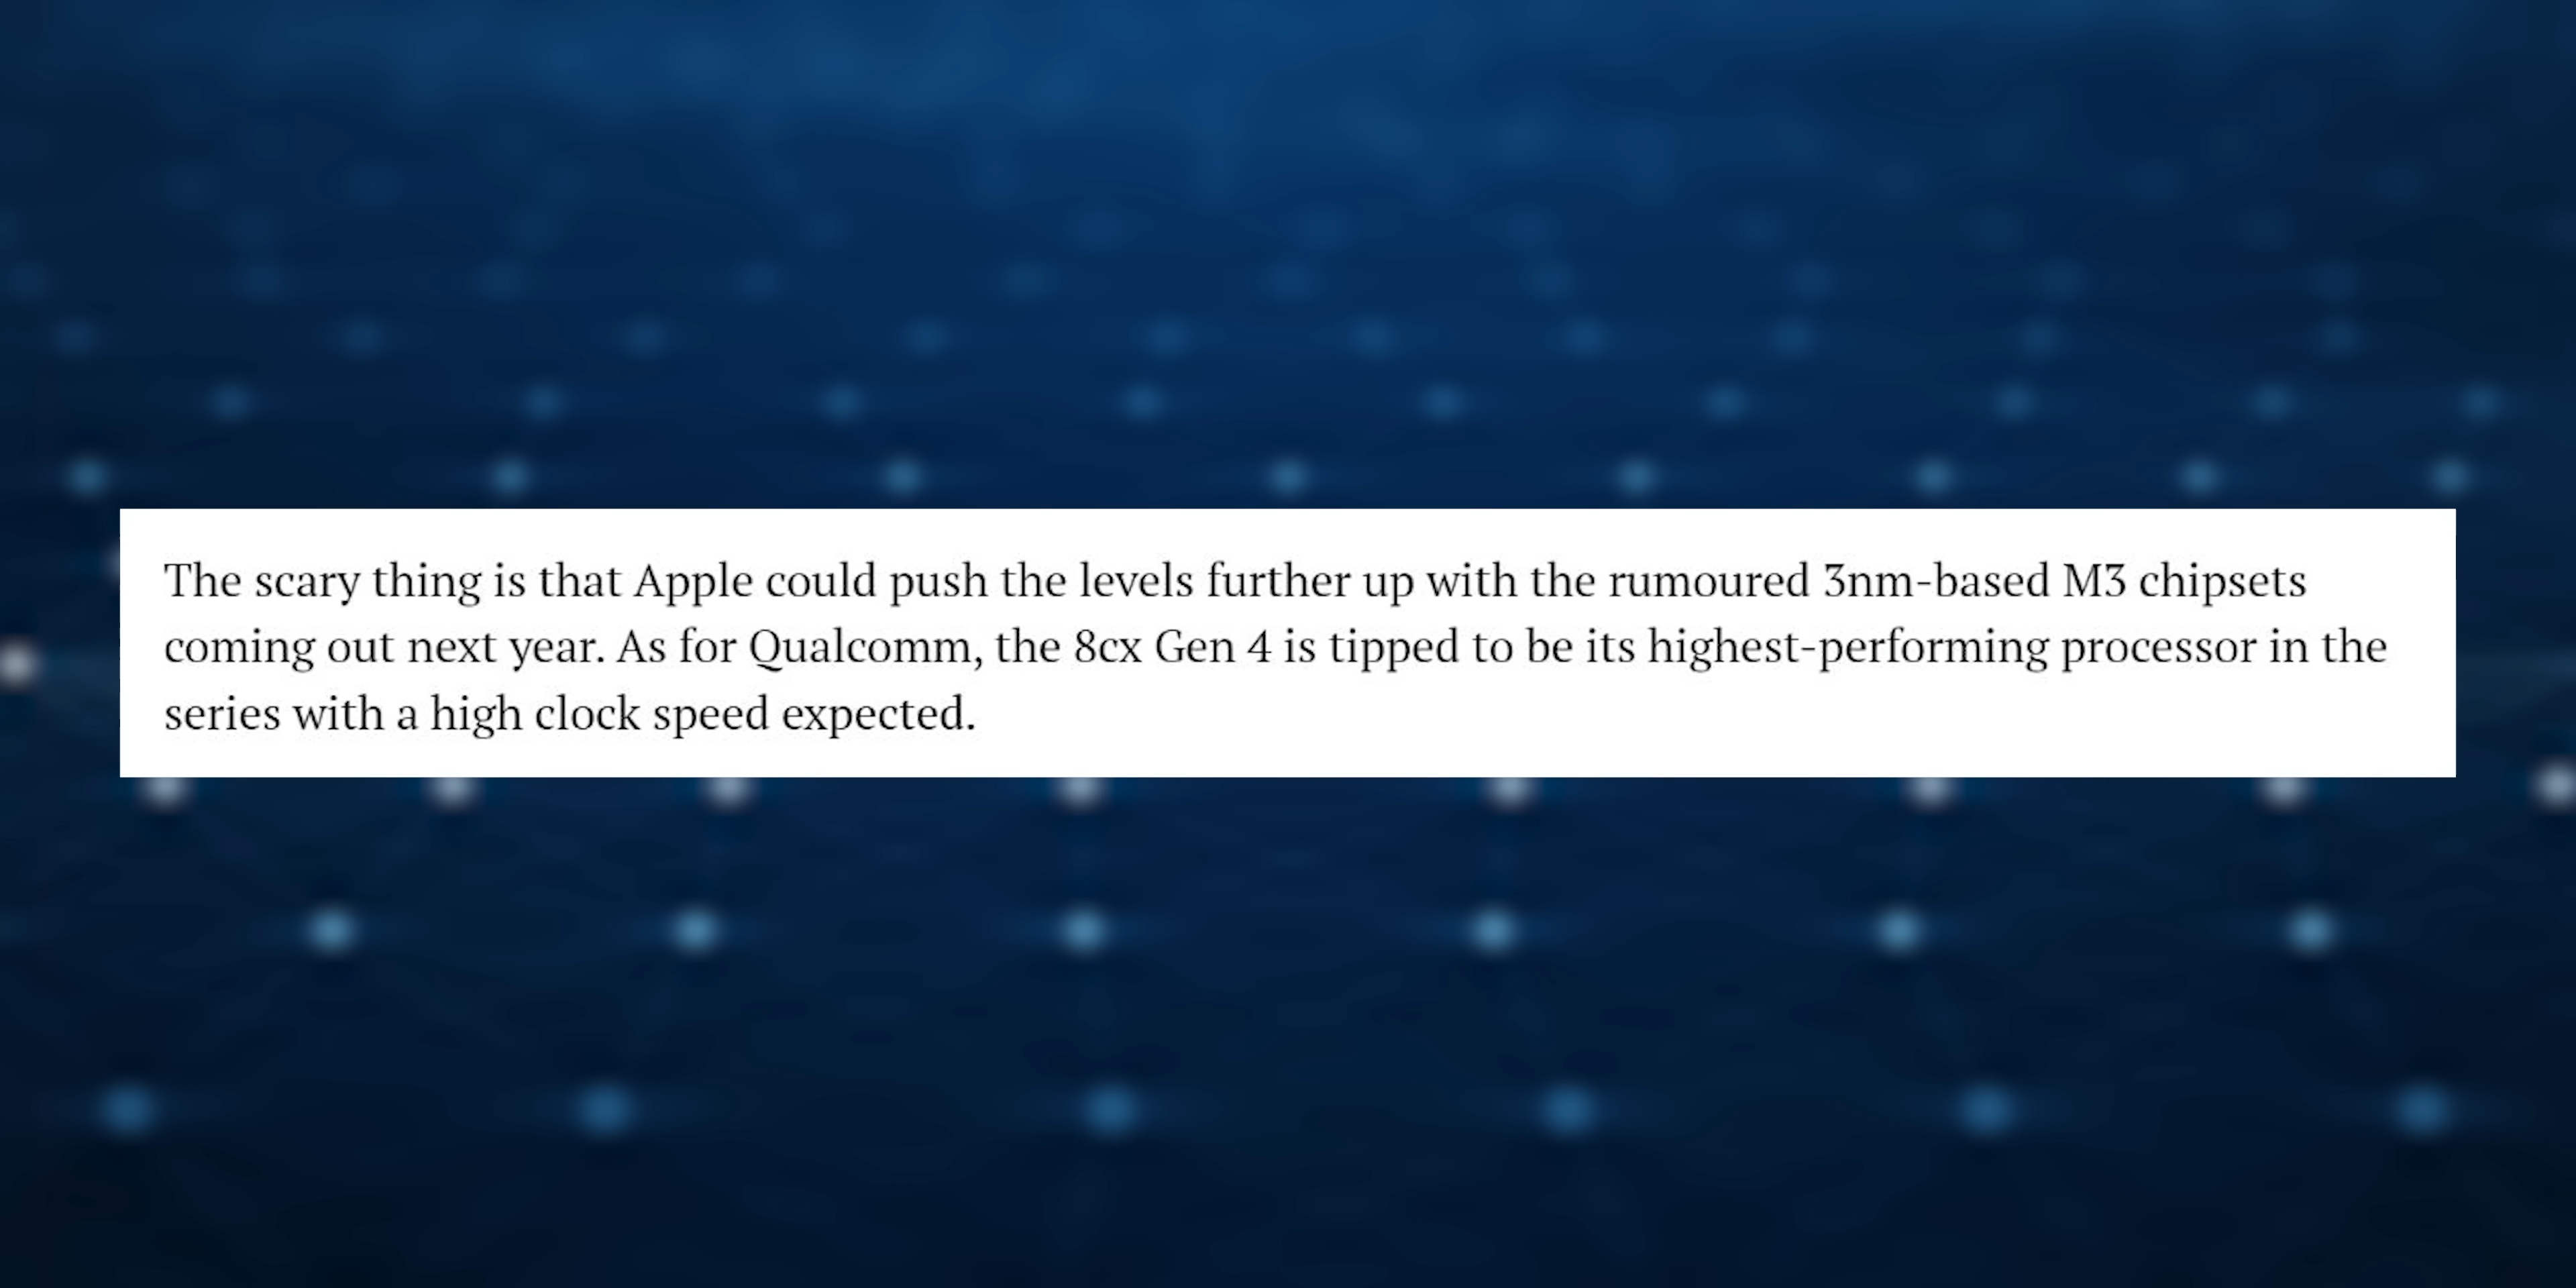 The scary thing is that Apple could push the levels further up with the rumoured 3nm-based M3 chipsets
coming out next year. As for Qualcomm, the 8cx Gen 4 is tipped to be its highest-performing processor in the
series with a high clock speed expected.